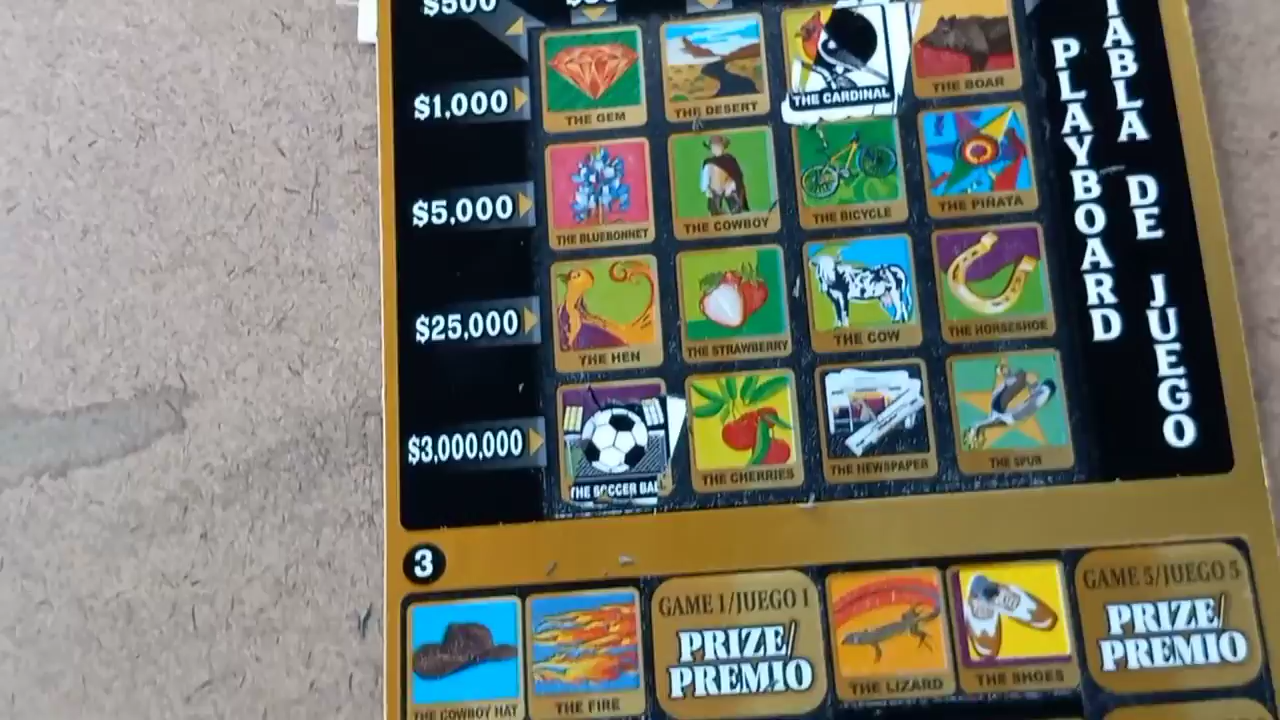 $500
$1,000
THE GEM
THE DESERT
THE CARDINAL
THE BOAR
$5,000
THE BLUEBONNET
THE COWBOY
THE BICYCLE
THE PIÑATA
$25,000
THE HEN
THE STRAWBERRY
THE COW
THE HORSESHOE
$3,000,000
THE SOCCER BALL
THE CHERRIES
THE NEWSPAPER
THE SPUR
PLAYBOARD
TABLA DE JUEGO
3
THE COWBOY HAT
THE FIRE
GAME 1/JUEGO 1
PRIZE/
PREMIO
THE LIZARD
THE SHOES
GAME 5/JUEGO 5
PRIZE/
PREMIO